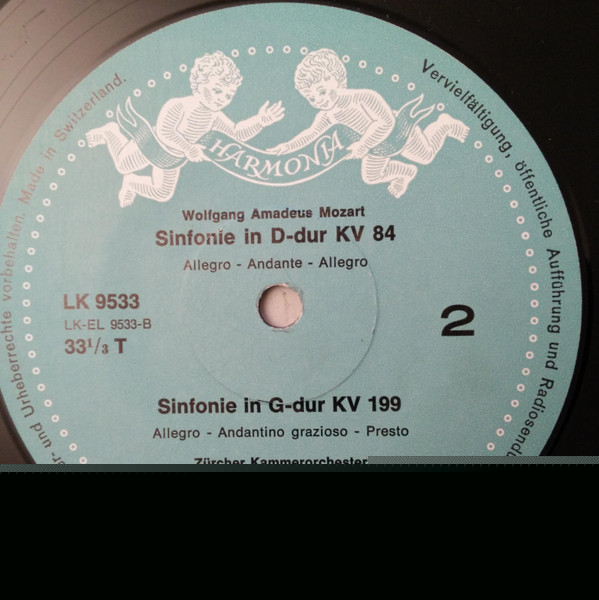 HARMONIA
Wolfgang Amadeus Mozart
Sinfonie in D-dur KV 84
Allegro - Andante - Allegro
LK 9533
LK-EL 9533-B
33¹/₃ T
2
Sinfonie in G-dur KV 199
Allegro - Andantino grazioso - Presto
Zürcher Kammerorchester
und Urheberrechte vorbehalten. Made in Switzerland.
Vervielfältigung, öffentliche Aufführung und